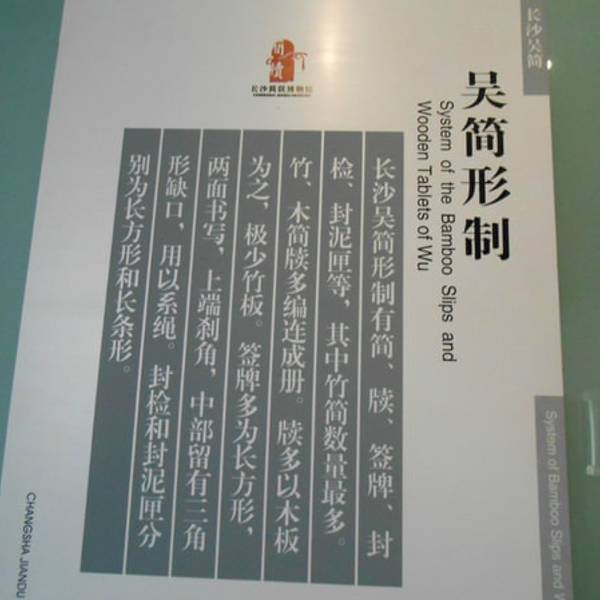 长沙吴简
吴简形制
System of the Bamboo Slips and
Wooden Tablets of Wu
长沙简牍博物馆
长沙吴简形制有简、牍、签牌、封
检、封泥匣等，其中竹简数量最多。
竹、木简牍多编连成册。牍多以木板
为之，极少竹板。签牌多为长方形，
两面书写，上端刹角，中部留有三角
形缺口，用以系绳。封检和封泥匣分
别为长方形和长条形。
System of Bamboo Slips and
CHANGSHA JIANDU